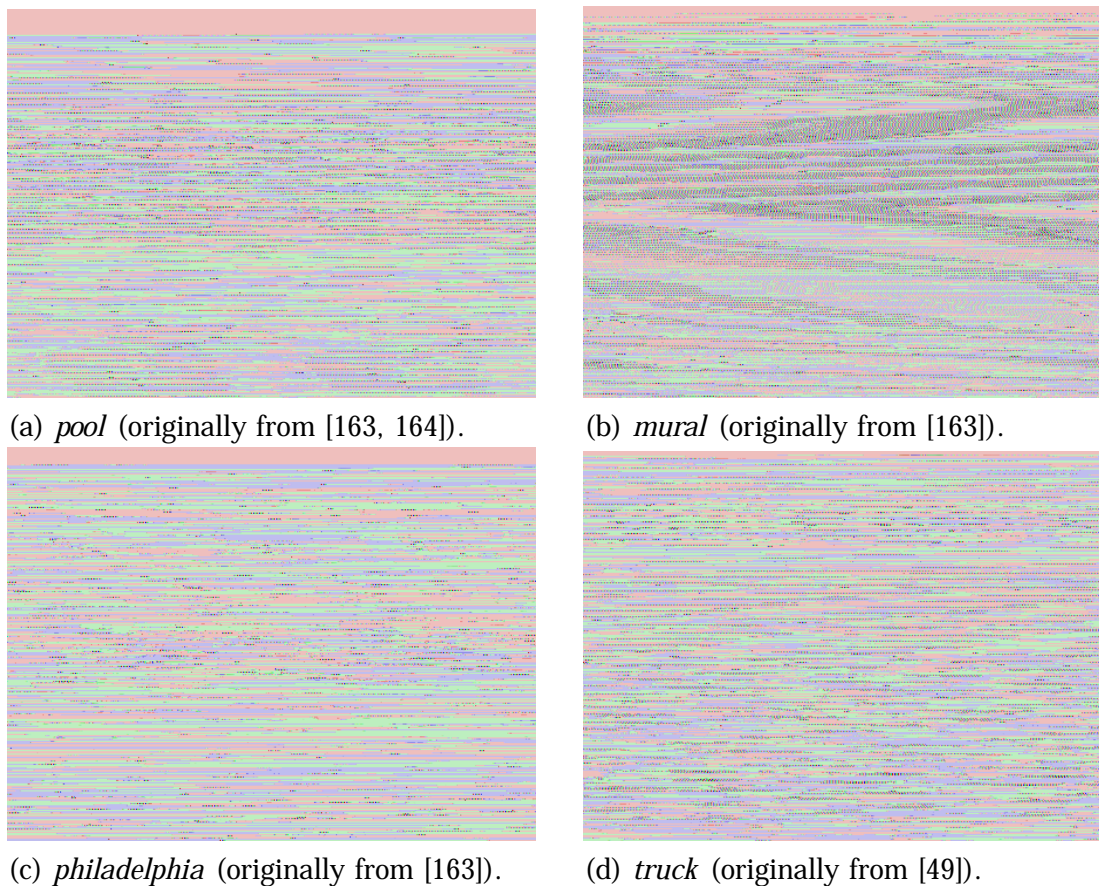 (a) pool (originally from [163, 164]).
(b) mural (originally from [163]).
(c) philadelphia (originally from [163]).
(d) truck (originally from [49]).